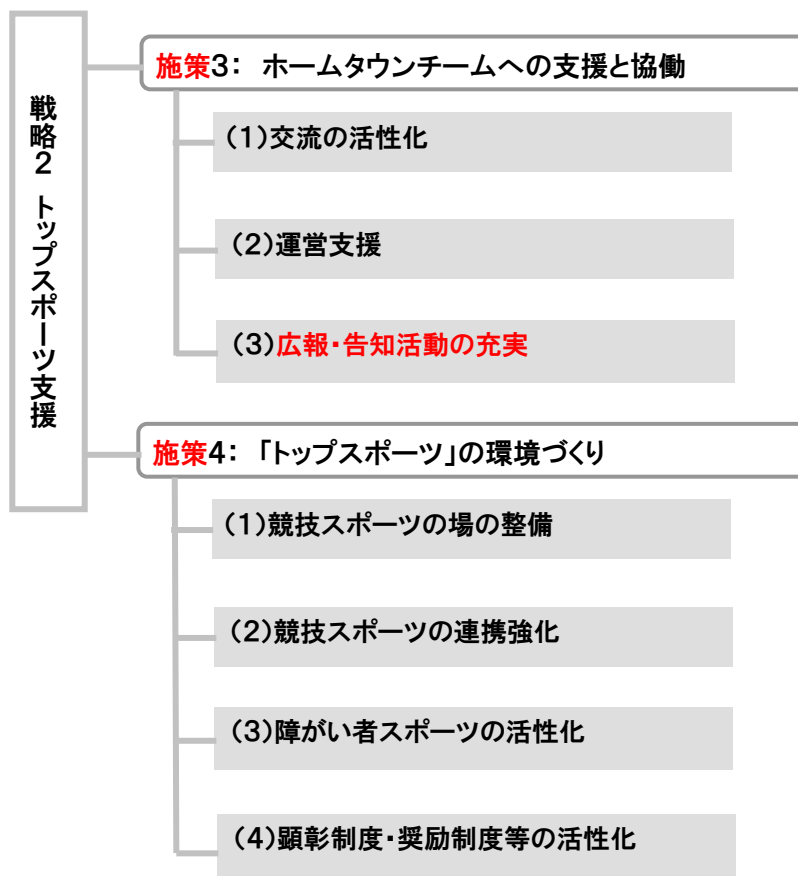 戦略2 トップスポーツ支援
施策3： ホームタウンチームへの支援と協働
（1）交流の活性化
（2）運営支援
（3）広報・告知活動の充実
施策4： 「トップスポーツ」の環境づくり
（1）競技スポーツの場の整備
（2）競技スポーツの連携強化
（3）障がい者スポーツの活性化
（4）顕彰制度・奨励制度等の活性化